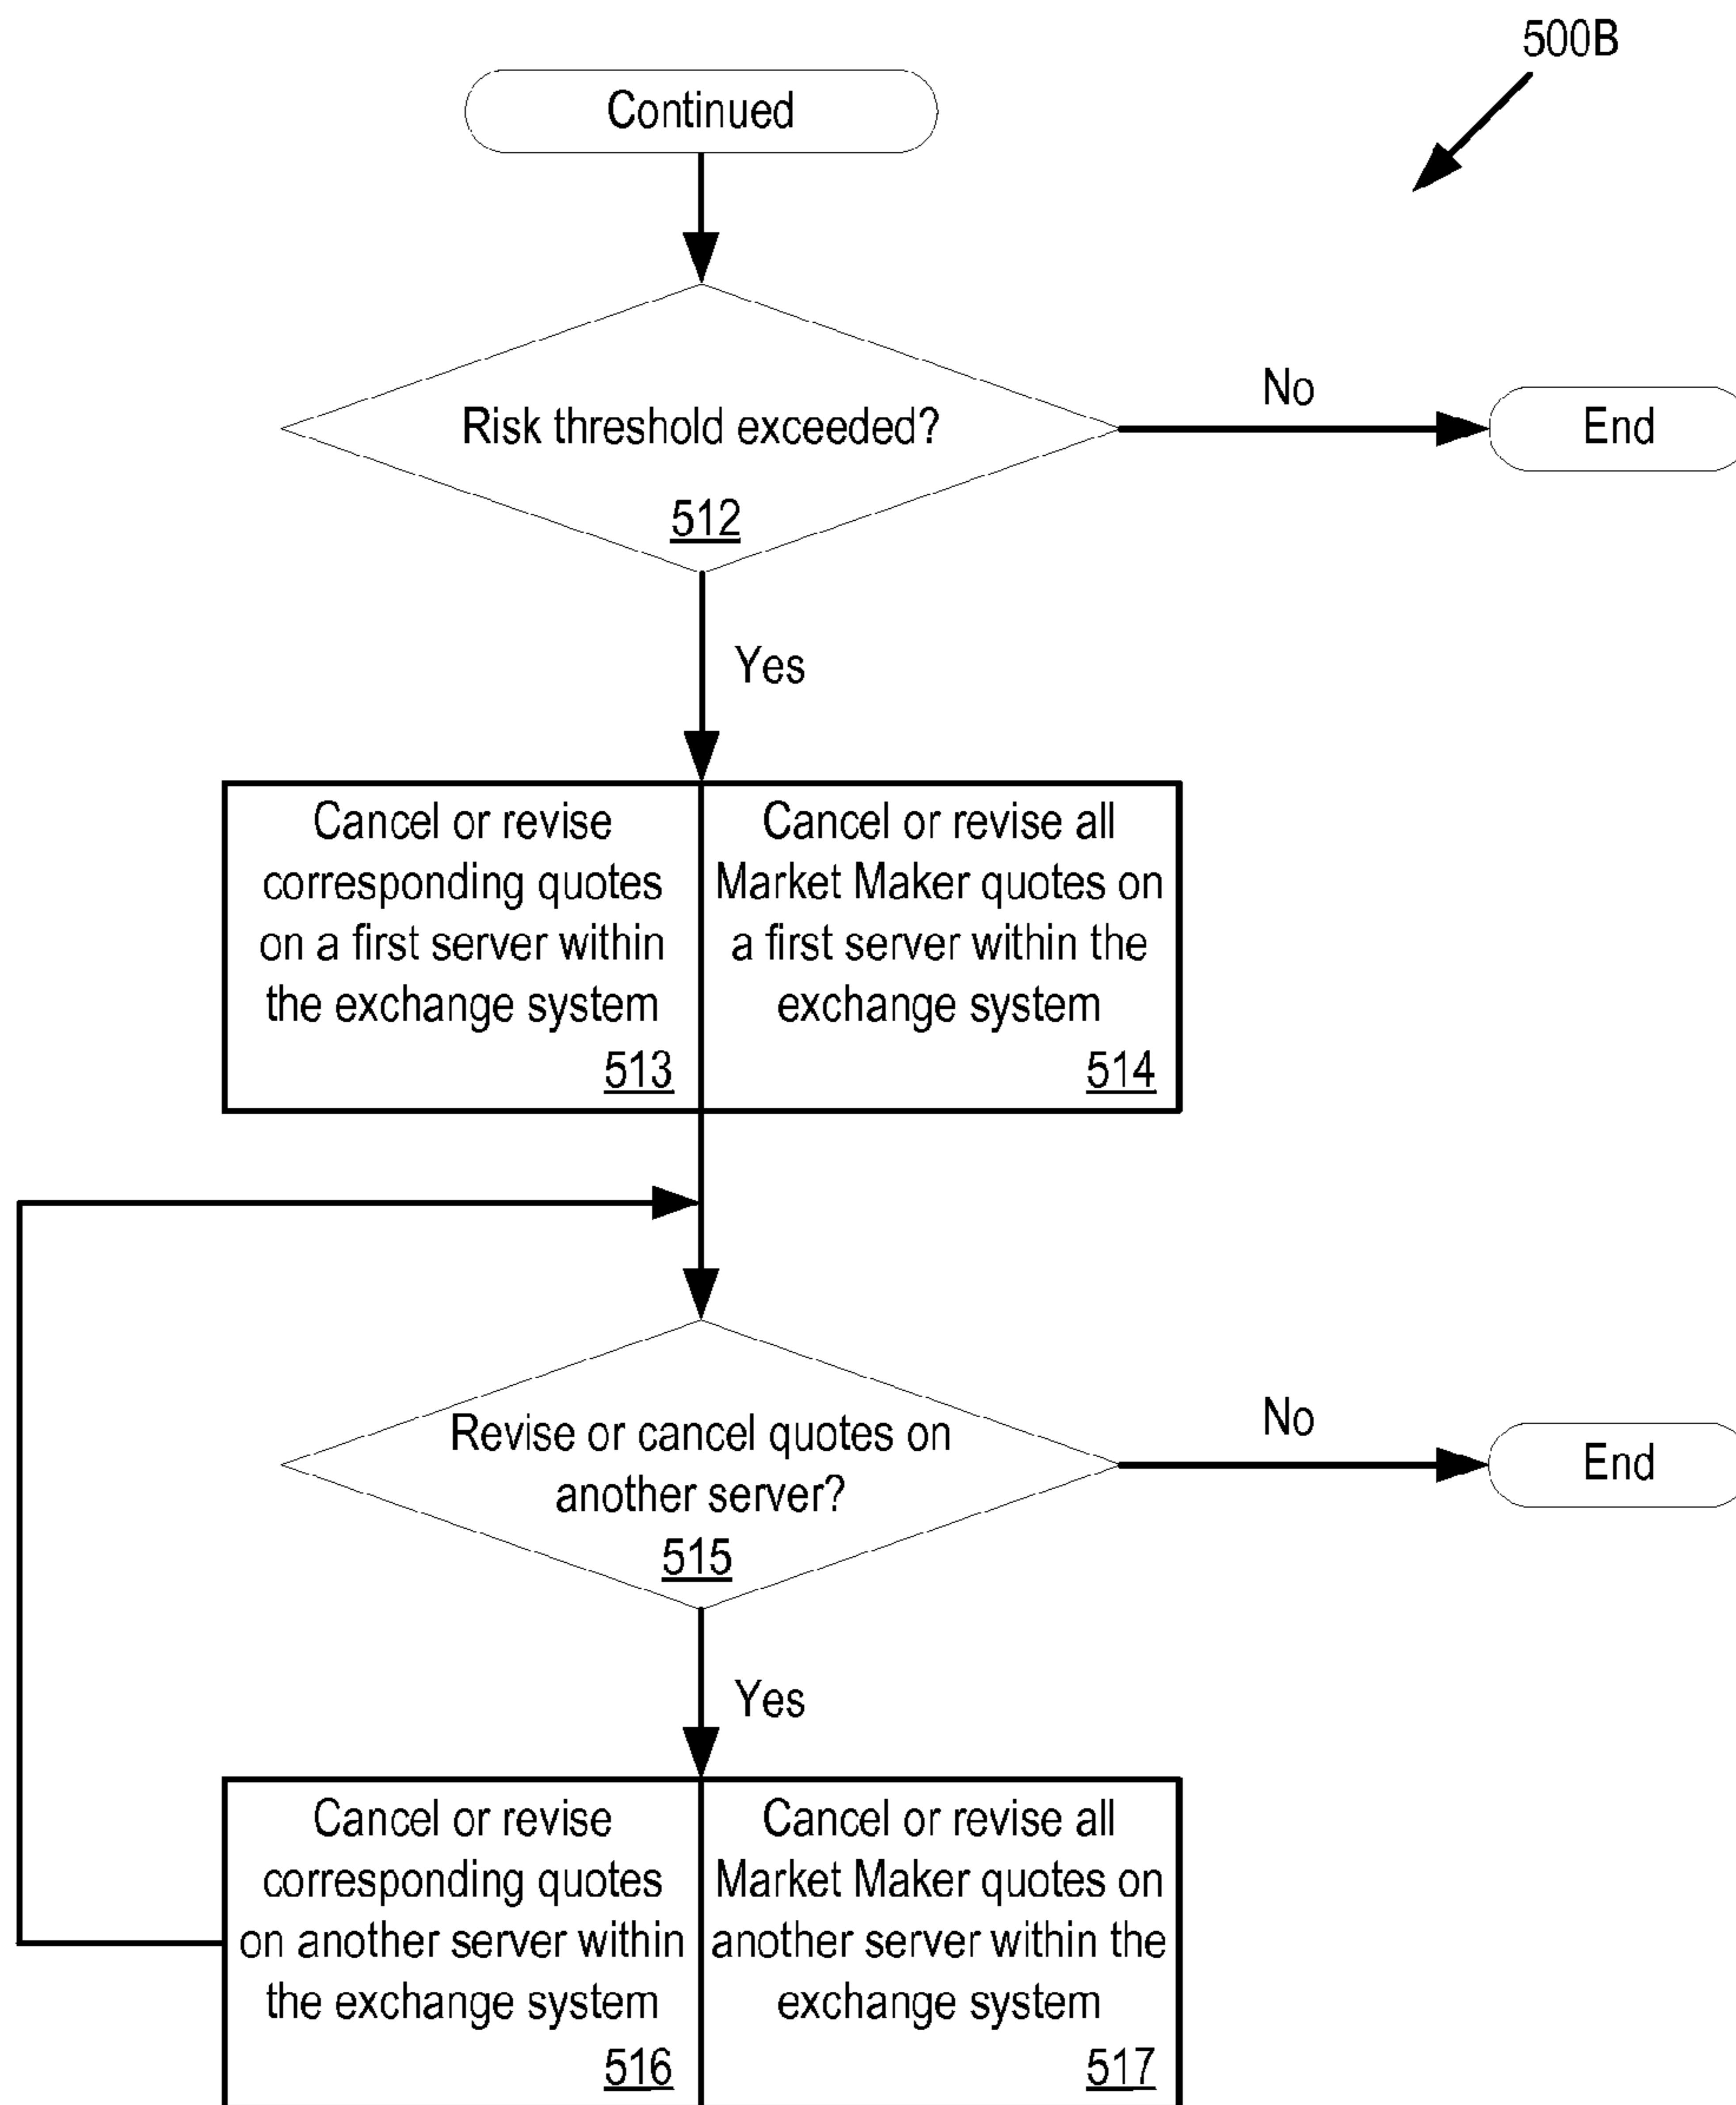 500B
Continued
Risk threshold exceeded?
512
No
End
Yes
Cancel or revise
corresponding quotes
on a first server within
the exchange system
513
Cancel or revise all
Market Maker quotes on
a first server within the
exchange system
514
Revise or cancel quotes on
another server?
515
No
End
Yes
Cancel or revise
corresponding quotes
on another server within
the exchange system
516
Cancel or revise all
Market Maker quotes on
another server within the
exchange system
517